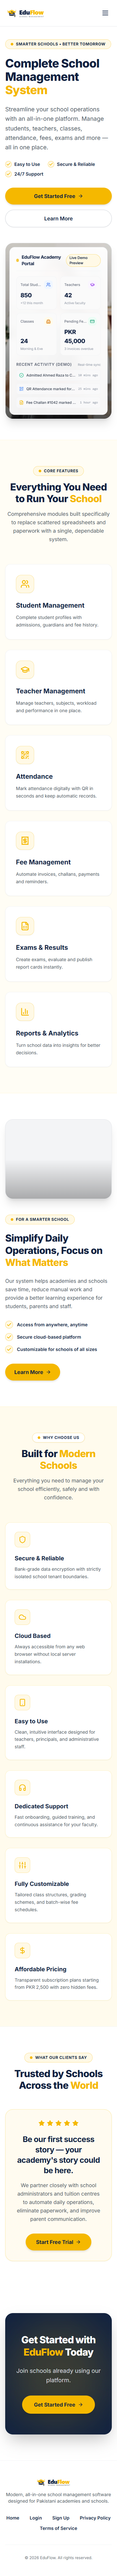 EduFlow
SMART SCHOOLS • BETTER TOMORROW
Complete School
Management
System
Streamline your school operations
with an all-in-one platform. Manage
students, teachers, classes,
attendance, fees, exams and more —
all in one place.
Easy to Use
Secure & Reliable
24/7 Support
Get Started Free →
Learn More
EduFlow Academy
Portal
Live Demo
Preview
Total Stud...
850
Teachers
42
Classes
24
Morning & Eve
Pending Fe...
PKR
45,000
RECENT ACTIVITY (DEMO)
Admitted Ahmed Raza to C...
QR Attendance marked for...
Fee Challan #1042 marked ...
CORE FEATURES
Everything You Need
to Run Your School
Comprehensive modules built specifically
to replace scattered spreadsheets and
paperwork with a single, dependable
system.
Student Management
Complete student profiles with
admissions, guardians and fee history.
Teacher Management
Manage teachers, subjects, workload
and performance in one place.
Attendance
Mark attendance digitally with QR in
seconds and keep automatic records.
Fee Management
Automate invoices, challans, payments
and reminders.
Exams & Results
Create exams, evaluate and publish
report cards instantly.
Reports & Analytics
Turn school data into insights for better
decisions.
FOR A SMARTER SCHOOL
Simplify Daily
Operations, Focus on
What Matters
Our system helps academies and schools
save time, reduce manual work and
provide a better learning experience for
students, parents and staff.
Access from anywhere, anytime
Secure cloud-based platform
Customizable for schools of all sizes
Learn More →
WHY CHOOSE US
Built for Modern
Schools
Everything you need to manage your
school efficiently, safely and with
confidence.
Secure & Reliable
Bank-grade data encryption with strictly
isolated school tenant boundaries.
Cloud Based
Always accessible from any web
browser without local server
installations.
Easy to Use
Clean, intuitive interface designed for
teachers, principals, and administrative
staff.
Dedicated Support
Fast onboarding, guided training, and
continuous assistance for your faculty.
Fully Customizable
Tailored class structures, grading
schemes, and batch-wise fee
schedules.
Affordable Pricing
Transparent subscription plans starting
from PKR 2,500 with zero hidden fees.
WHAT OUR CLIENTS SAY
Trusted by Schools
Across the World
Be our first success
story — your
academy's story could
be here.
We partner closely with school
administrators and tuition centres
to automate daily operations,
eliminate paperwork, and improve
parent communication.
Start Free Trial →
Get Started with
EduFlow Today
Join schools already using our
platform.
Get Started Free →
EduFlow
Modern, all-in-one school management software
designed for Pakistani academies and schools.
Home Login Sign Up Privacy Policy
Terms of Service
© 2026 EduFlow. All rights reserved.